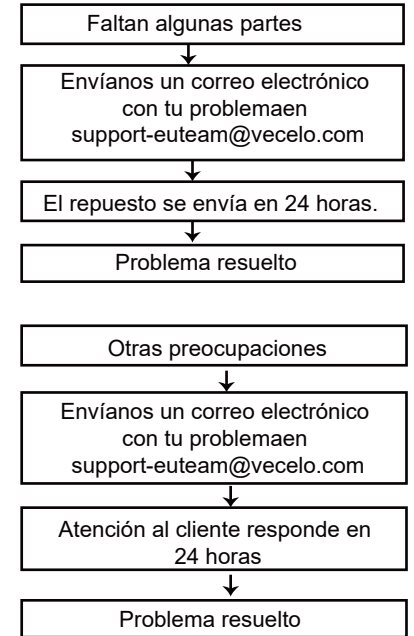 Faltan algunas partes
Envíanos un correo electrónico
con tu problemaen
support-euteam@vecelo.com
El repuesto se envía en 24 horas.
Problema resuelto
Otras preocupaciones
Envíanos un correo electrónico
con tu problemaen
support-euteam@vecelo.com
Atención al cliente responde en
24 horas
Problema resuelto